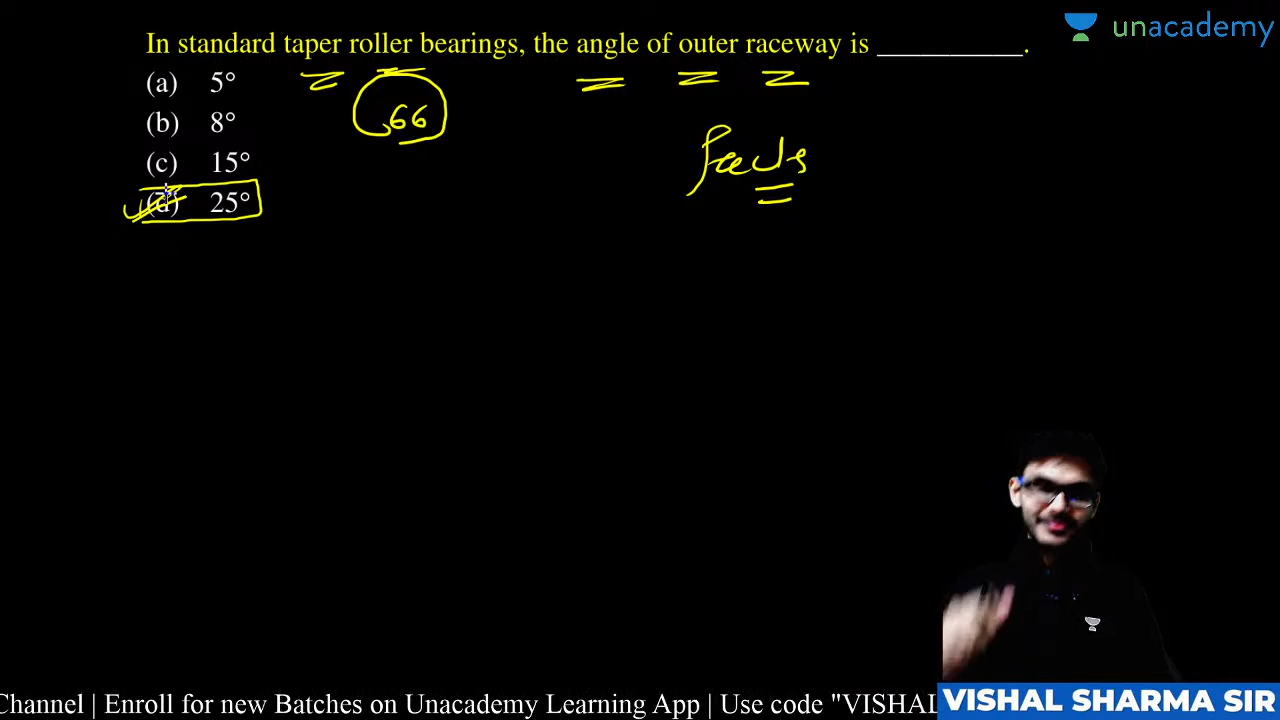 unacademy
In standard taper roller bearings, the angle of outer raceway is __________.
(a) 5°
66
(b) 8°
(c) 15°
facts
(d) 25°
Channel | Enroll for new Batches on Unacademy Learning App | Use code "VISHAL
VISHAL SHARMA SIR